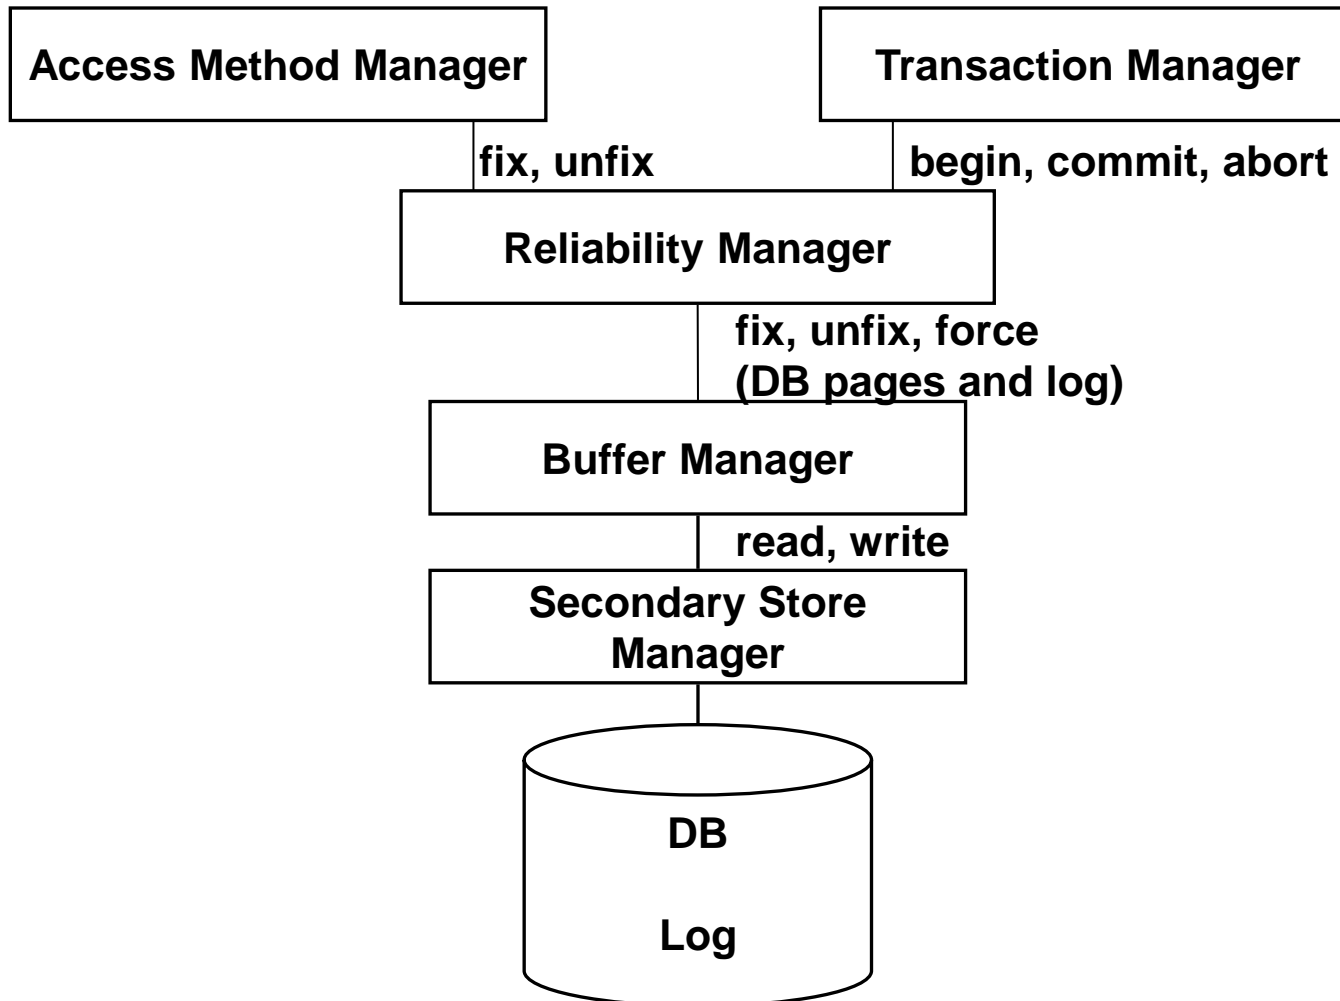 Access Method Manager
Transaction Manager
fix, unfix
begin, commit, abort
Reliability Manager
fix, unfix, force
(DB pages and log)
Buffer Manager
read, write
Secondary Store
Manager
DB
Log